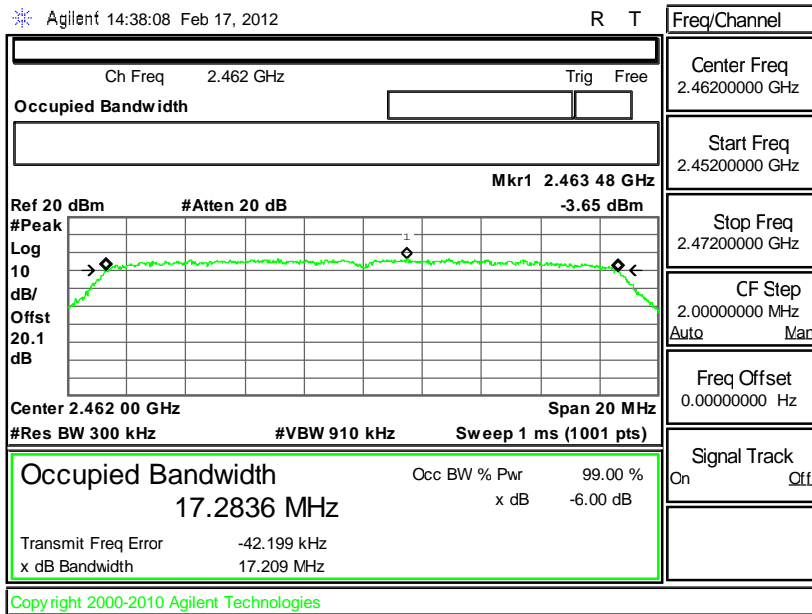 Agilent 14:38:08 Feb 17, 2012 R T
Freq/Channel
Ch Freq 2.462 GHz Trig Free
Occupied Bandwidth
Center Freq
2.46200000 GHz
Start Freq
2.45200000 GHz
Stop Freq
2.47200000 GHz
CF Step
2.00000000 MHz
Auto Man
Freq Offset
0.00000000 Hz
Signal Track
On Off
Mkr1 2.463 48 GHz
Ref 20 dBm #Atten 20 dB -3.65 dBm
#Peak
Log
10
dB/
Offst
20.1
dB
1
Center 2.462 00 GHz Span 20 MHz
#Res BW 300 kHz #VBW 910 kHz Sweep 1 ms (1001 pts)
Occupied Bandwidth Occ BW % Pwr 99.00 %
17.2836 MHz x dB -6.00 dB
Transmit Freq Error -42.199 kHz
x dB Bandwidth 17.209 MHz
Copyright 2000-2010 Agilent Technologies